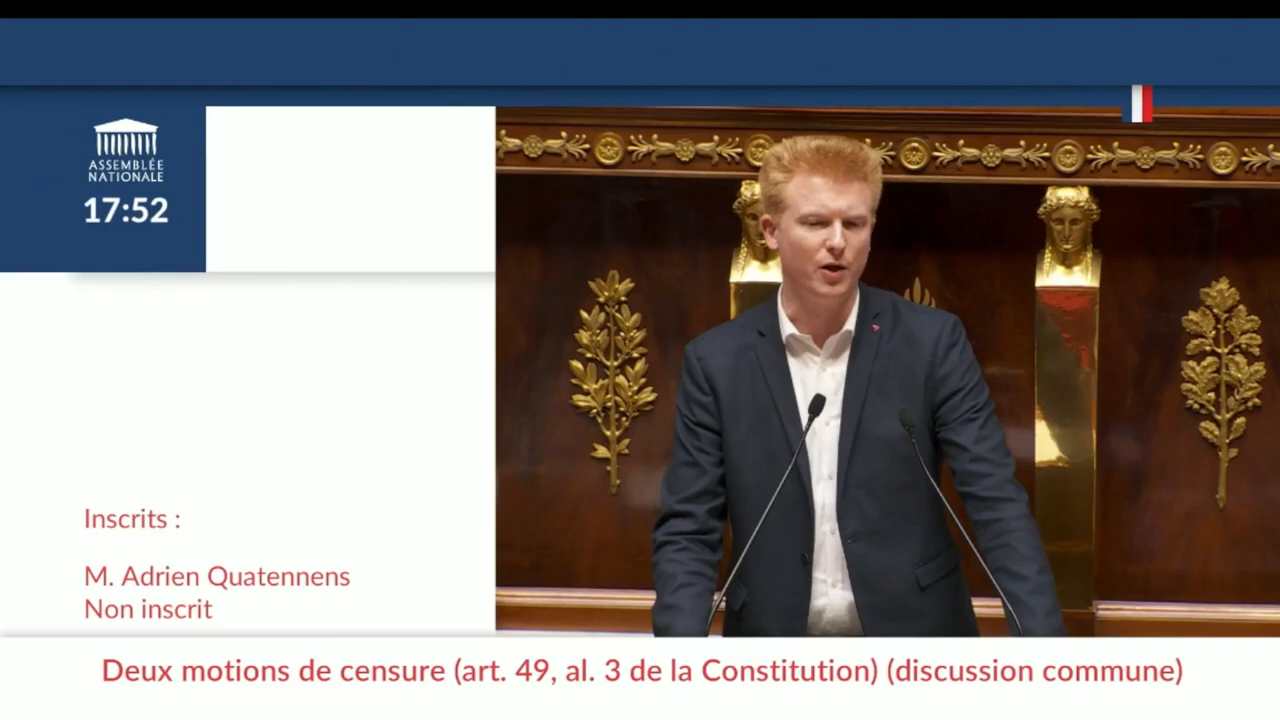 ASSEMBLÉE
NATIONALE
17:52
Inscrits :
M. Adrien Quatennens
Non inscrit
Deux motions de censure (art. 49, al. 3 de la Constitution) (discussion commune)